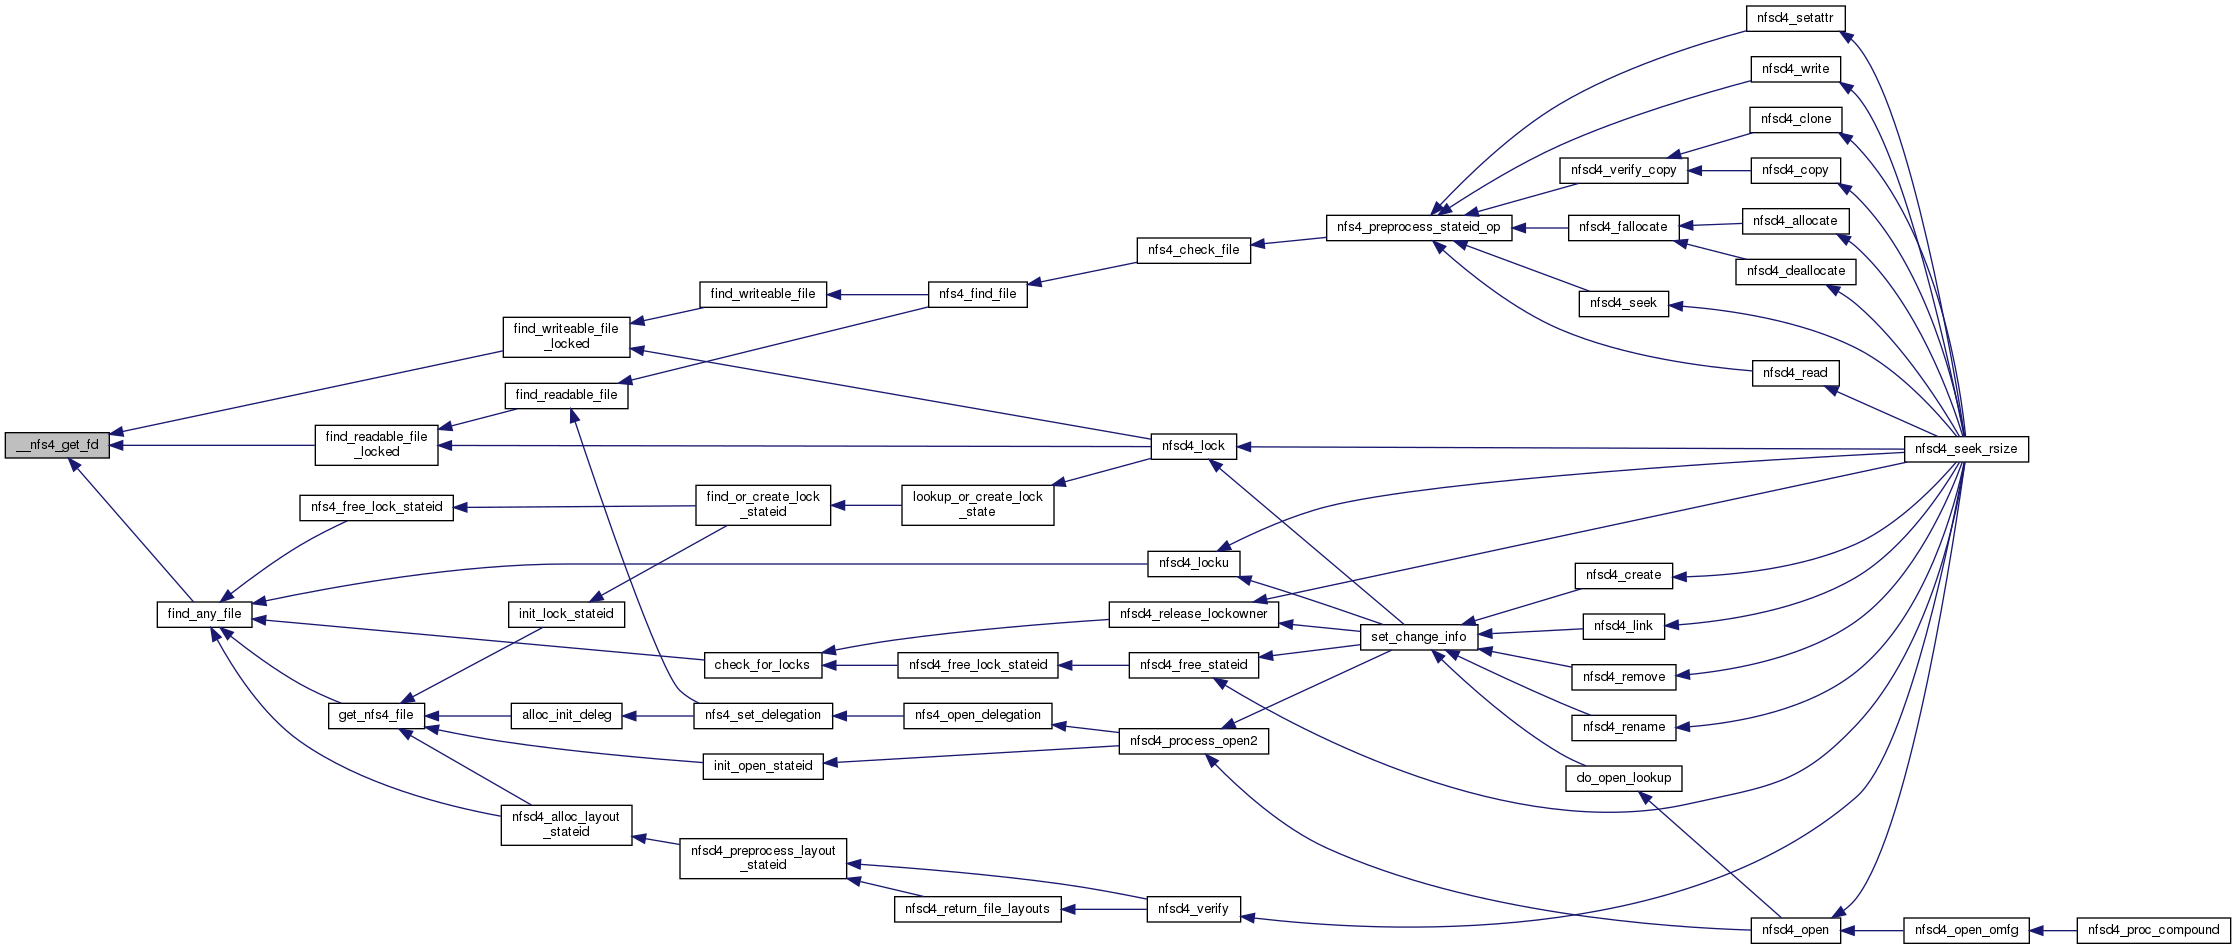 nfsd4_setattr
nfsd4_write
nfsd4_clone
nfsd4_verify_copy
nfsd4_copy
nfs4_preprocess_stateid_op
nfsd4_fallocate
nfsd4_allocate
nfs4_check_file
nfsd4_deallocate
find_writeable_file
nfs4_find_file
nfsd4_seek
find_writeable_file
_locked
nfsd4_read
find_readable_file
__nfs4_get_fd
find_readable_file
_locked
nfsd4_lock
nfsd4_seek_rsize
nfs4_free_lock_stateid
find_or_create_lock
_stateid
lookup_or_create_lock
_state
nfsd4_locku
nfsd4_create
find_any_file
init_lock_stateid
nfsd4_release_lockowner
set_change_info
nfsd4_link
check_for_locks
nfsd4_free_lock_stateid
nfsd4_free_stateid
nfsd4_remove
get_nfs4_file
alloc_init_deleg
nfs4_set_delegation
nfs4_open_delegation
nfsd4_process_open2
nfsd4_rename
init_open_stateid
do_open_lookup
nfsd4_alloc_layout
_stateid
nfsd4_preprocess_layout
_stateid
nfsd4_return_file_layouts
nfsd4_verify
nfsd4_open
nfsd4_open_omfg
nfsd4_proc_compound